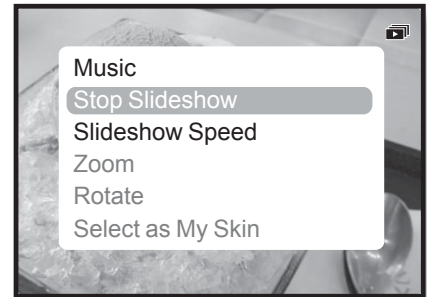 Music
Stop Slideshow
Slideshow Speed
Zoom
Rotate
Select as My Skin